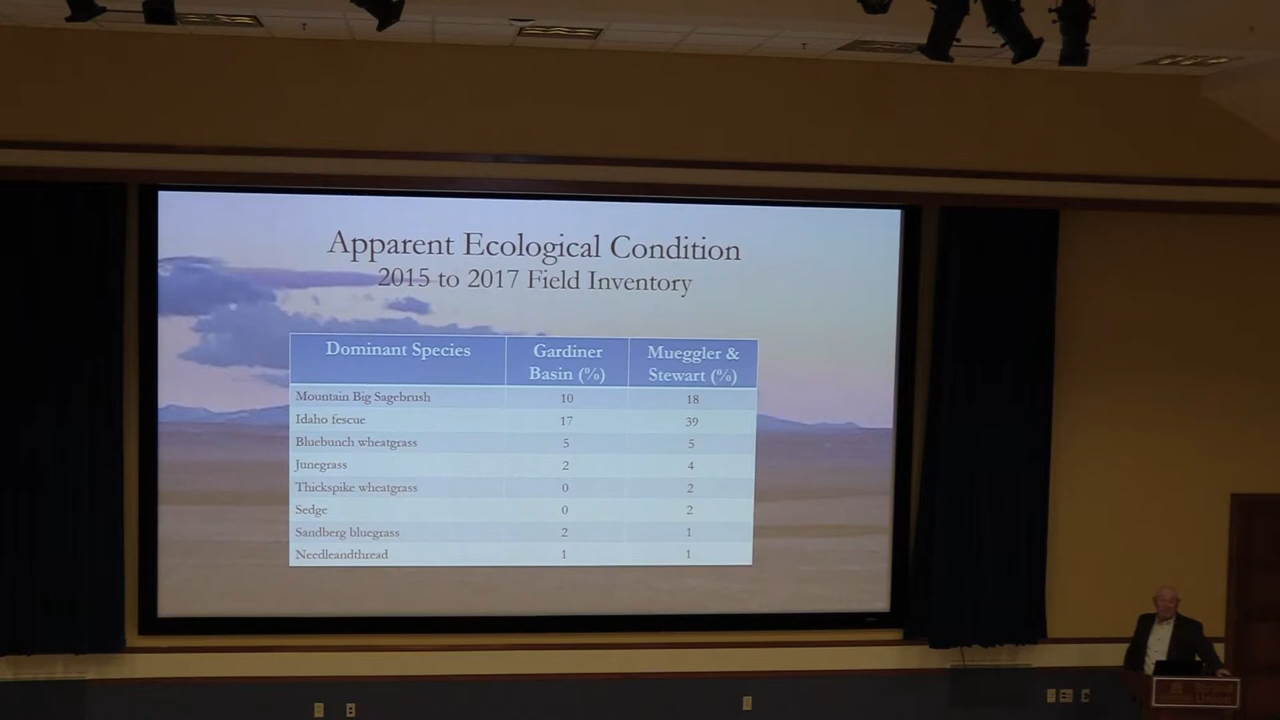 Apparent Ecological Condition
2015 to 2017 Field Inventory
Dominant Species Gardiner Basin (%) Mueggler & Stewart (%)
Mountain Big Sagebrush 10 18
Idaho fescue 17 39
Bluebunch wheatgrass 5 5
Junegrass 2 4
Thickspike wheatgrass 0 2
Sedge 0 2
Sandberg bluegrass 2 1
Needleandthread 1 1
Strand
Union